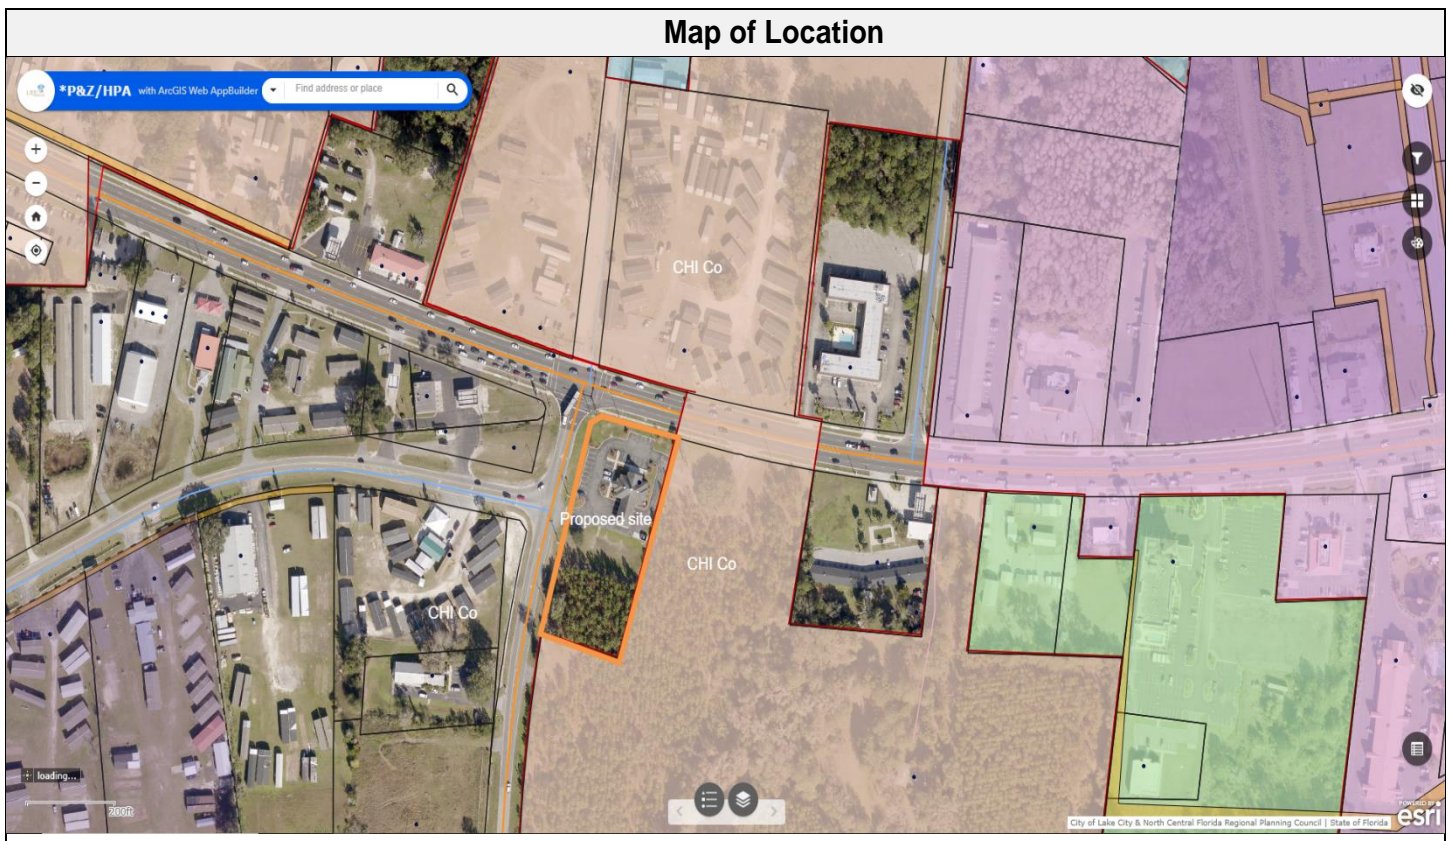 Map of Location
*P&Z/HPA with ArcGIS Web AppBuilder
Find address or place
CHI Co
Proposed site
CHI Co
CHI Co
loading...
200ft
POWERED BY
esri
City of Lake City & North Central Florida Regional Planning Council | State of Florida